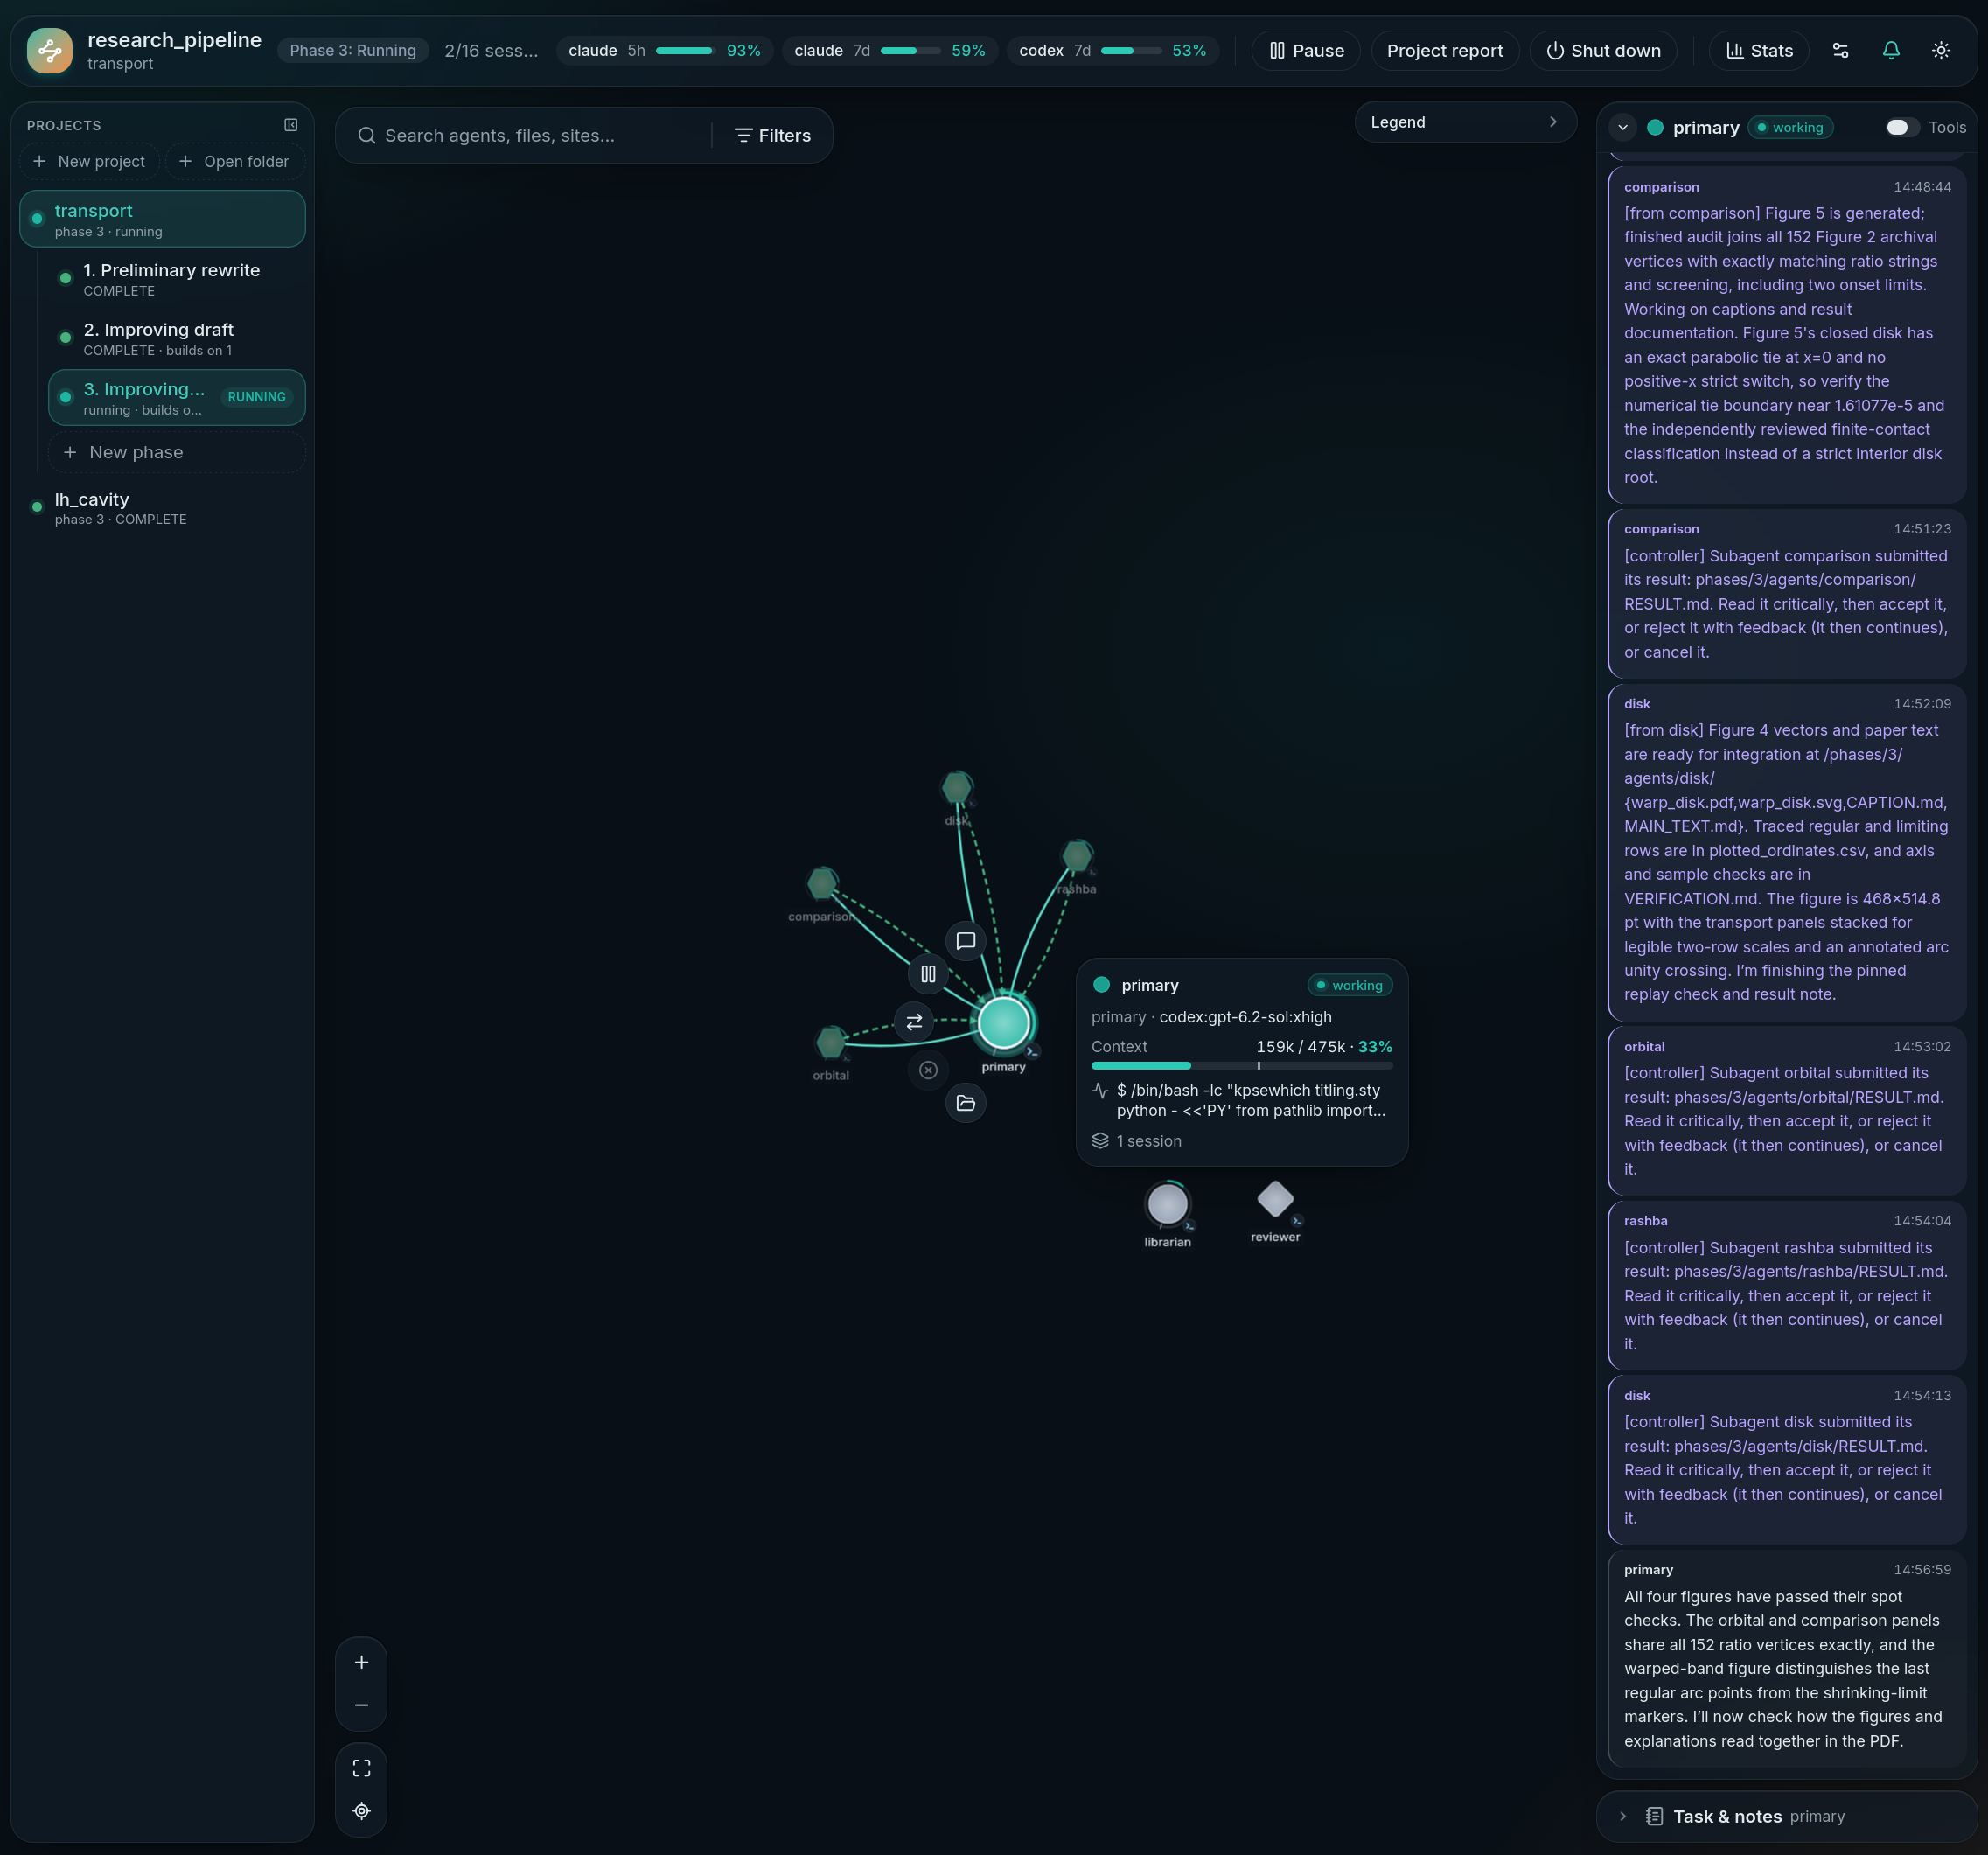 research_pipeline
transport
Phase 3: Running
2/16 sess...
claude 5h 93%
claude 7d 59%
codex 7d 53%
Pause
Project report
Shut down
Stats
PROJECTS
New project
Open folder
transport
phase 3 · running
1. Preliminary rewrite
COMPLETE
2. Improving draft
COMPLETE · builds on 1
3. Improving...
running · builds o...
RUNNING
New phase
lh_cavity
phase 3 · COMPLETE
Search agents, files, sites...
Filters
Legend
disk
rashba
comparison
orbital
primary
primary
working
primary · codex:gpt-6.2-sol:xhigh
Context 159k / 475k · 33%
$ /bin/bash -lc "kpsewhich titling.sty
python - <<'PY' from pathlib import...
1 session
librarian
reviewer
primary
working
Tools
comparison 14:48:44
[from comparison] Figure 5 is generated;
finished audit joins all 152 Figure 2 archival
vertices with exactly matching ratio strings
and screening, including two onset limits.
Working on captions and result
documentation. Figure 5's closed disk has
an exact parabolic tie at x=0 and no
positive-x strict switch, so verify the
numerical tie boundary near 1.61077e-5 and
the independently reviewed finite-contact
classification instead of a strict interior disk
root.
comparison 14:51:23
[controller] Subagent comparison submitted
its result: phases/3/agents/comparison/
RESULT.md. Read it critically, then accept it,
or reject it with feedback (it then continues),
or cancel it.
disk 14:52:09
[from disk] Figure 4 vectors and paper text
are ready for integration at /phases/3/
agents/disk/
{warp_disk.pdf,warp_disk.svg,CAPTION.md,
MAIN_TEXT.md}. Traced regular and limiting
rows are in plotted_ordinates.csv, and axis
and sample checks are in
VERIFICATION.md. The figure is 468×514.8
pt with the transport panels stacked for
legible two-row scales and an annotated arc
unity crossing. I’m finishing the pinned
replay check and result note.
orbital 14:53:02
[controller] Subagent orbital submitted its
result: phases/3/agents/orbital/RESULT.md.
Read it critically, then accept it, or reject it
with feedback (it then continues), or cancel
it.
rashba 14:54:04
[controller] Subagent rashba submitted its
result: phases/3/agents/rashba/RESULT.md.
Read it critically, then accept it, or reject it
with feedback (it then continues), or cancel
it.
disk 14:54:13
[controller] Subagent disk submitted its
result: phases/3/agents/disk/RESULT.md.
Read it critically, then accept it, or reject it
with feedback (it then continues), or cancel
it.
primary 14:56:59
All four figures have passed their spot
checks. The orbital and comparison panels
share all 152 ratio vertices exactly, and the
warped-band figure distinguishes the last
regular arc points from the shrinking-limit
markers. I’ll now check how the figures and
explanations read together in the PDF.
Task & notes primary